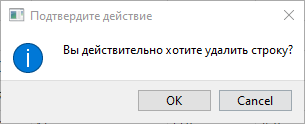 Подтвердите действие
Вы действительно хотите удалить строку?
OK
Cancel